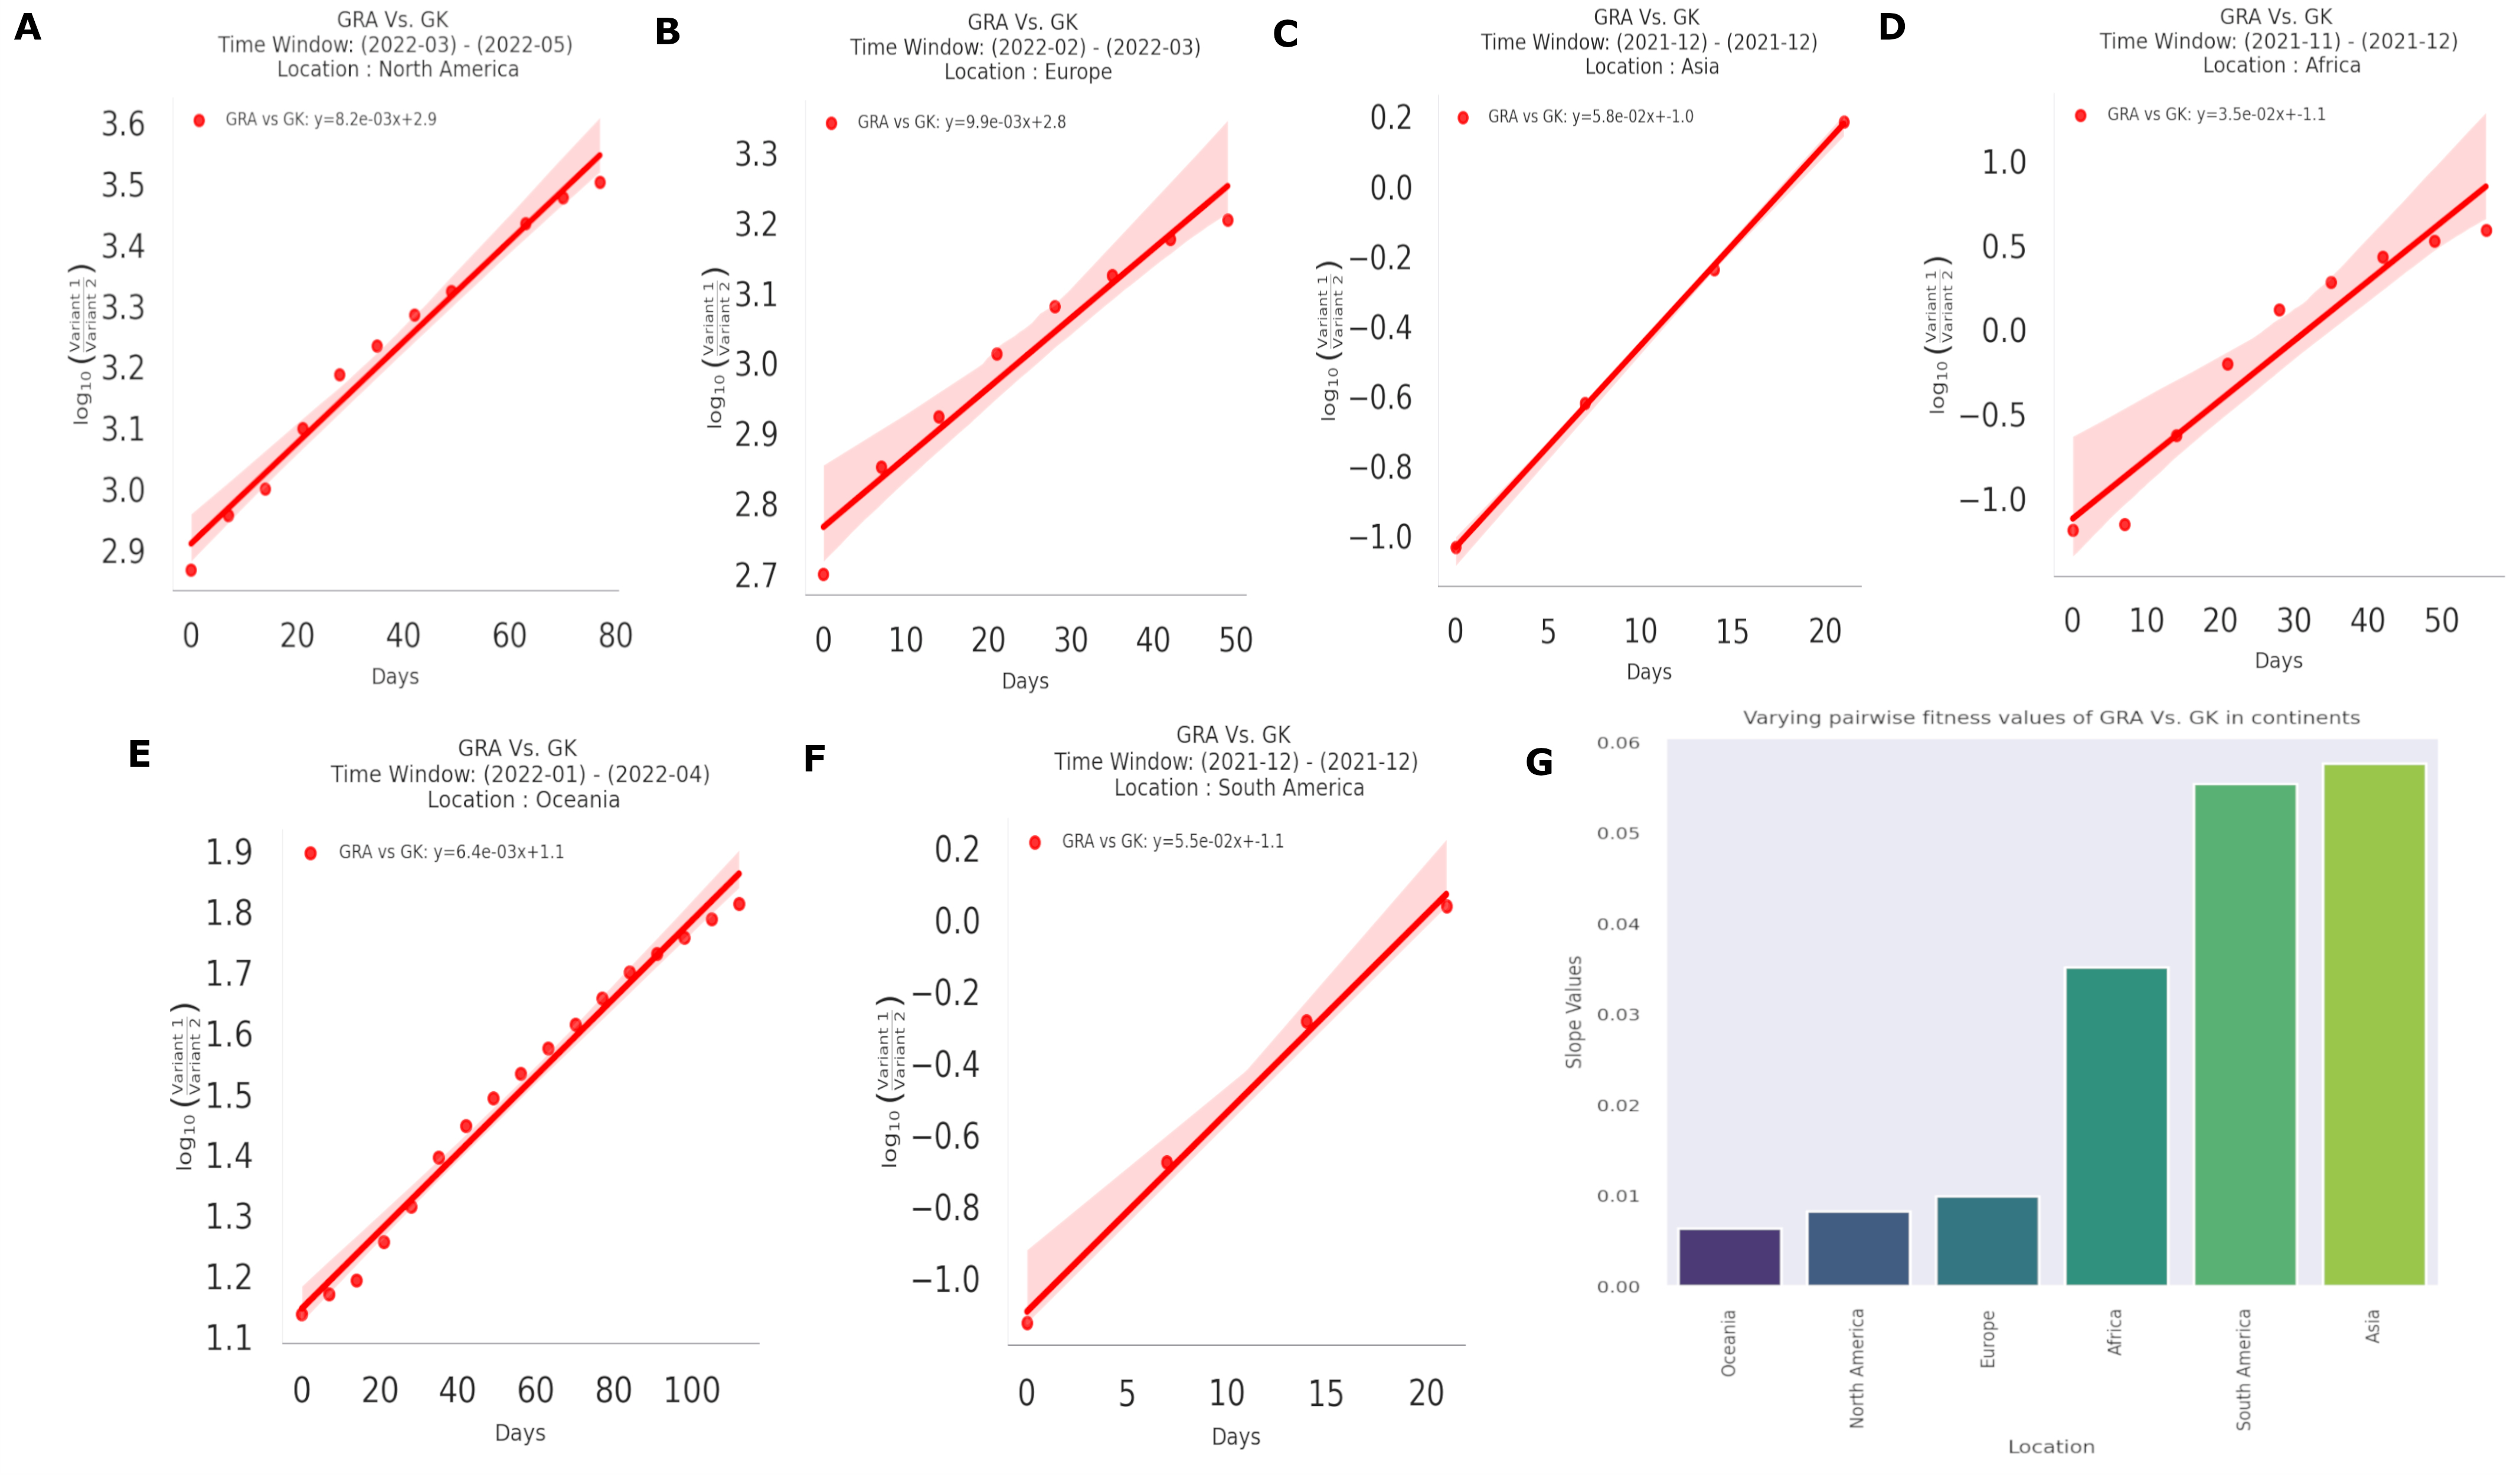 A
GRA Vs. GK
Time Window: (2022-03) - (2022-05)
Location : North America
GRA vs GK: y=8.2e-03x+2.9
3.6
3.5
3.4
3.3
3.2
3.1
3.0
2.9
log10 (Variant 1 / Variant 2)
0 20 40 60 80
Days
B
GRA Vs. GK
Time Window: (2022-02) - (2022-03)
Location : Europe
GRA vs GK: y=9.9e-03x+2.8
3.3
3.2
3.1
3.0
2.9
2.8
2.7
log10 (Variant 1 / Variant 2)
0 10 20 30 40 50
Days
C
GRA Vs. GK
Time Window: (2021-12) - (2021-12)
Location : Asia
GRA vs GK: y=5.8e-02x+-1.0
0.2
0.0
−0.2
−0.4
−0.6
−0.8
−1.0
log10 (Variant 1 / Variant 2)
0 5 10 15 20
Days
D
GRA Vs. GK
Time Window: (2021-11) - (2021-12)
Location : Africa
GRA vs GK: y=3.5e-02x+-1.1
1.0
0.5
0.0
−0.5
−1.0
log10 (Variant 1 / Variant 2)
0 10 20 30 40 50
Days
E
GRA Vs. GK
Time Window: (2022-01) - (2022-04)
Location : Oceania
GRA vs GK: y=6.4e-03x+1.1
1.9
1.8
1.7
1.6
1.5
1.4
1.3
1.2
1.1
log10 (Variant 1 / Variant 2)
0 20 40 60 80 100
Days
F
GRA Vs. GK
Time Window: (2021-12) - (2021-12)
Location : South America
GRA vs GK: y=5.5e-02x+-1.1
0.2
0.0
−0.2
−0.4
−0.6
−0.8
−1.0
log10 (Variant 1 / Variant 2)
0 5 10 15 20
Days
G
Varying pairwise fitness values of GRA Vs. GK in continents
0.06
0.05
0.04
0.03
0.02
0.01
0.00
Slope Values
Oceania
North America
Europe
Africa
South America
Asia
Location